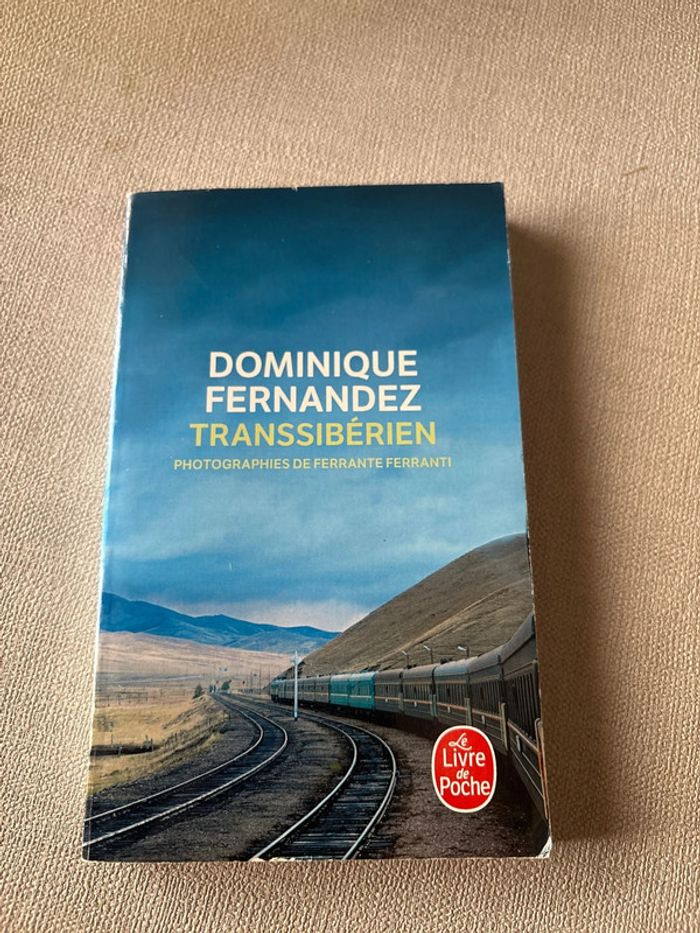 DOMINIQUE
FERNANDEZ
TRANSSIBÉRIEN
PHOTOGRAPHIES DE FERRANTE FERRANTI
Le
Livre
de
Poche